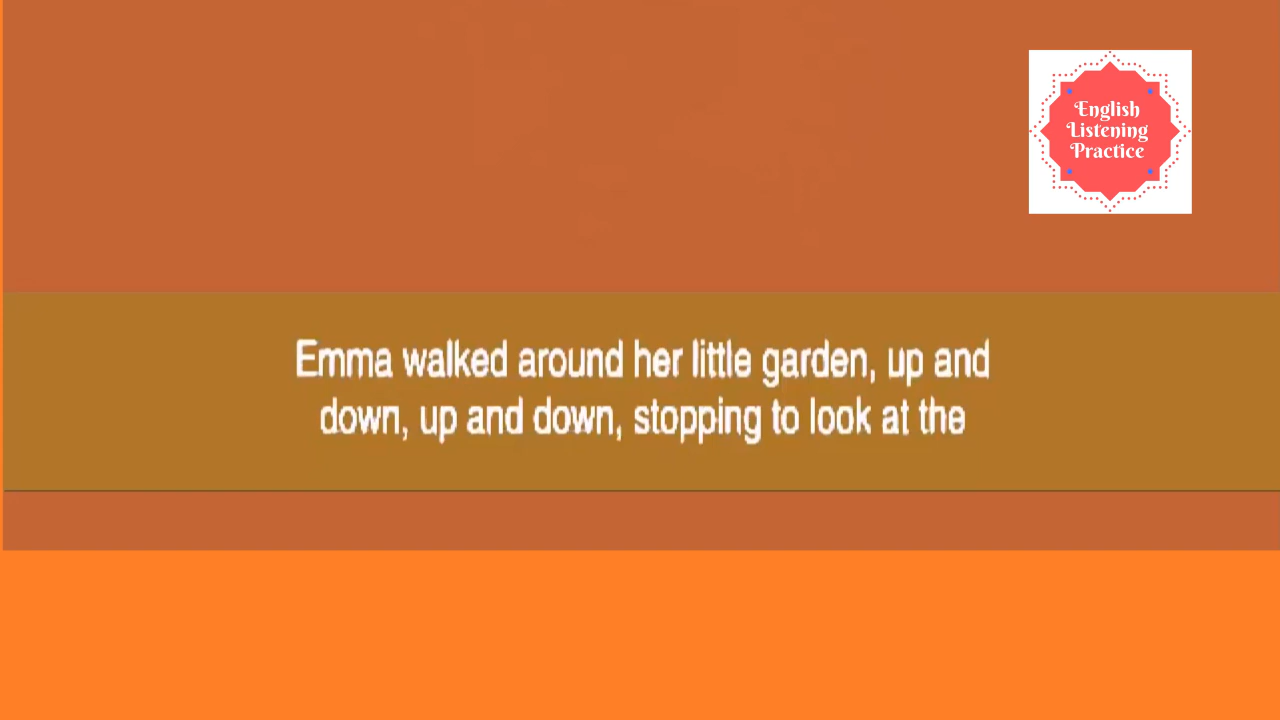 English
Listening
Practice
Emma walked around her little garden, up and
down, up and down, stopping to look at the